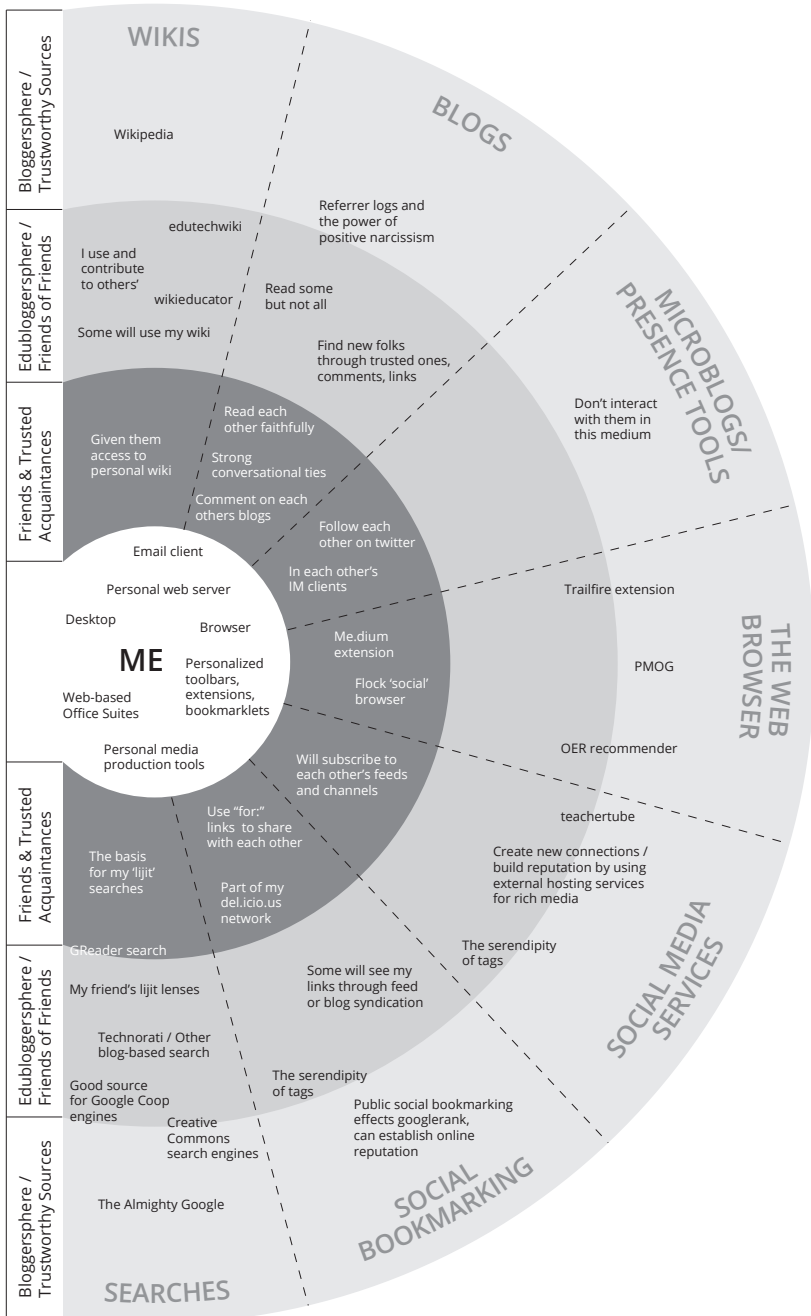 Bloggersphere /
Trustworthy Sources
Edubloggersphere /
Friends of Friends
Friends & Trusted
Acquaintances
Friends & Trusted
Acquaintances
Edubloggersphere /
Friends of Friends
Bloggersphere /
Trustworthy Sources
WIKIS
Wikipedia
edutechwiki
I use and
contribute
to others’
wikieducator
Some will use my wiki
Given them
access to
personal wiki
BLOGS
Referrer logs and
the power of
positive narcissism
Read some
but not all
Find new folks
through trusted ones,
comments, links
Read each
other faithfully
Strong
conversational ties
Comment on each
others blogs
MICROBLOGS/
PRESENCE TOOLS
Don’t interact
with them in
this medium
Follow each
other on twitter
In each other’s
IM clients
THE WEB
BROWSER
Trailfire extension
PMOG
OER recommender
Me.dium
extension
Flock ‘social’
browser
Email client
Personal web server
Desktop
Browser
ME
Personalized
toolbars,
extensions,
bookmarklets
Web-based
Office Suites
Personal media
production tools
SOCIAL MEDIA
SERVICES
Will subscribe to
each other’s feeds
and channels
teachertube
Create new connections /
build reputation by using
external hosting services
for rich media
The serendipity
of tags
SOCIAL
BOOKMARKING
Use “for:”
links to share
with each other
Part of my
del.icio.us
network
Some will see my
links through feed
or blog syndication
The serendipity
of tags
Public social bookmarking
effects googlerank,
can establish online
reputation
SEARCHES
The basis
for my ‘lijit’
searches
GReader search
My friend’s lijit lenses
Technorati / Other
blog-based search
Good source
for Google Coop
engines
Creative
Commons
search engines
The Almighty Google